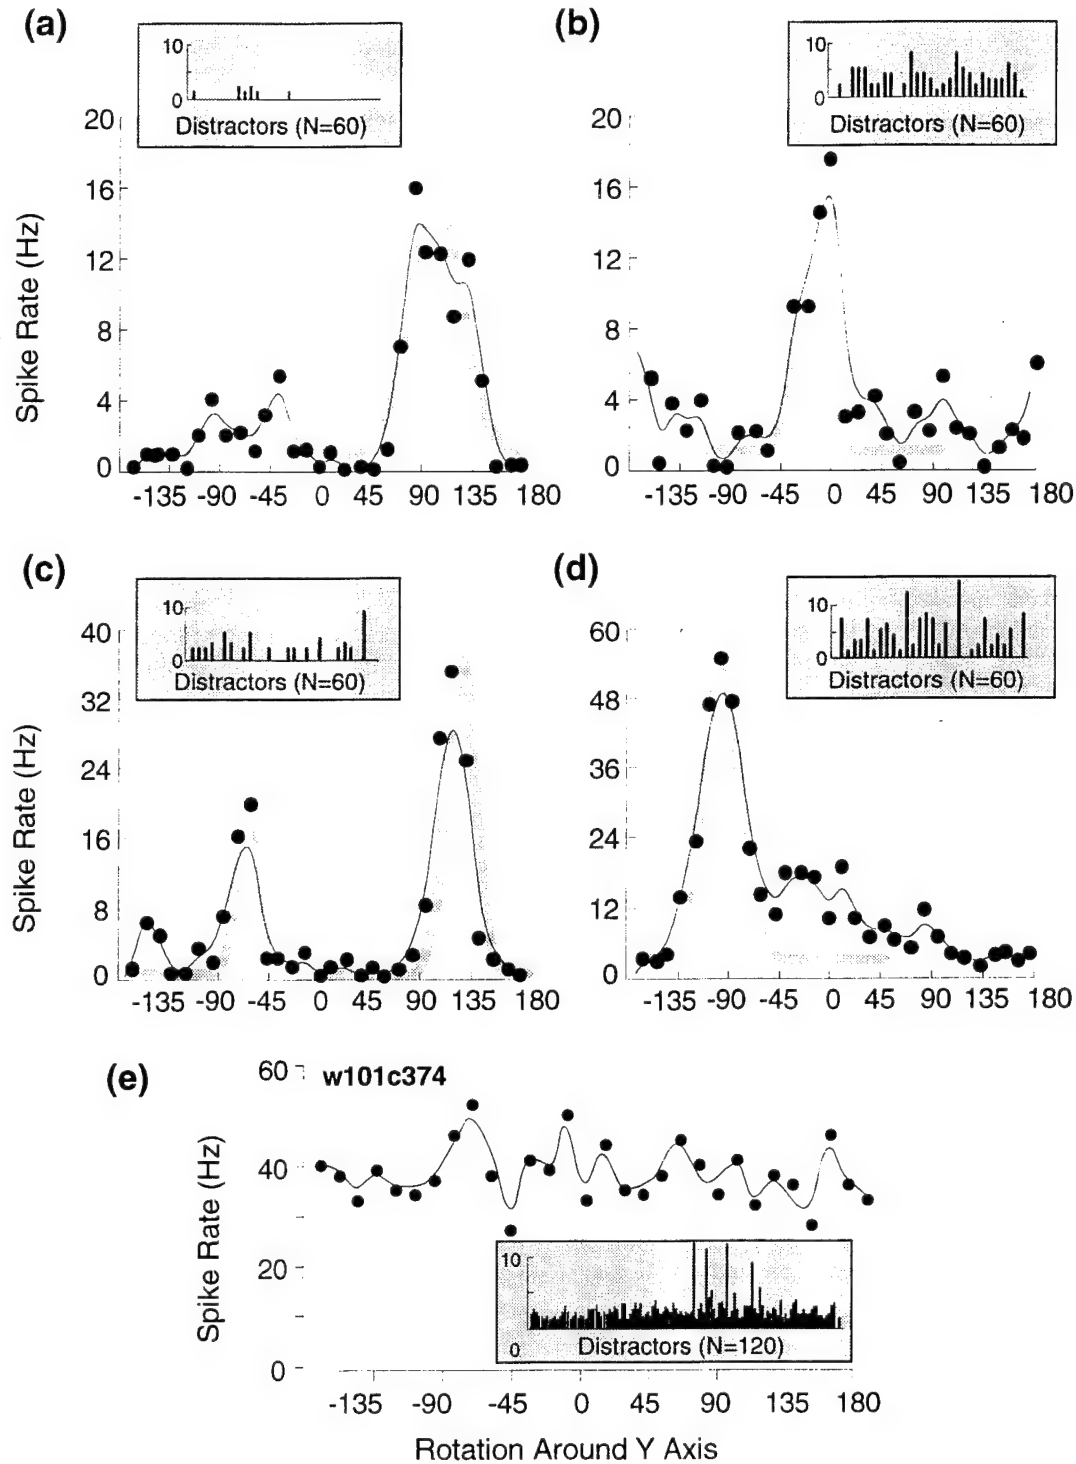 (a)
10
0
Distractors (N=60)
20
16
12
8
4
0
Spike Rate (Hz)
-135 -90 -45 0 45 90 135 180
(b)
10
0
Distractors (N=60)
20
16
12
8
4
0
-135 -90 -45 0 45 90 135 180
(c)
10
0
Distractors (N=60)
40
32
24
16
8
0
Spike Rate (Hz)
-135 -90 -45 0 45 90 135 180
(d)
10
0
Distractors (N=60)
60
48
36
24
12
0
-135 -90 -45 0 45 90 135 180
(e)
w101c374
60
40
20
0
Spike Rate (Hz)
10
0
Distractors (N=120)
-135 -90 -45 0 45 90 135 180
Rotation Around Y Axis